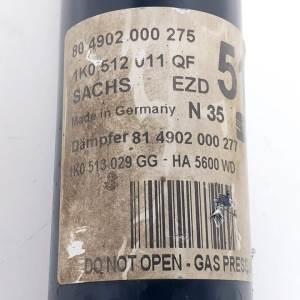 80 4902 000 275
1K0 512 011 QF
SACHS EZD
Made in Germany N 35
Dämpfer 81 4902 000 277
1K0 513 029 GG - HA 5600 WD
DO NOT OPEN - GAS PRESS